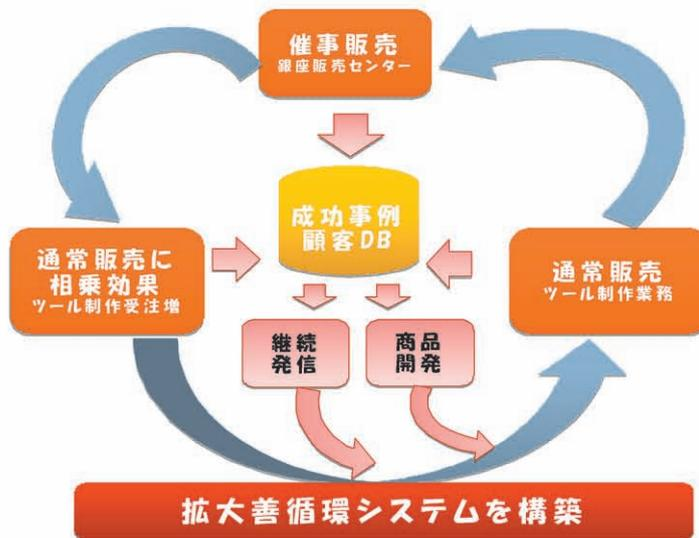 催事販売
銀座販売センター
成功事例
顧客DB
通常販売に
相乗効果
ツール制作受注増
通常販売
ツール制作業務
継続
発信
商品
開発
拡大善循環システムを構築